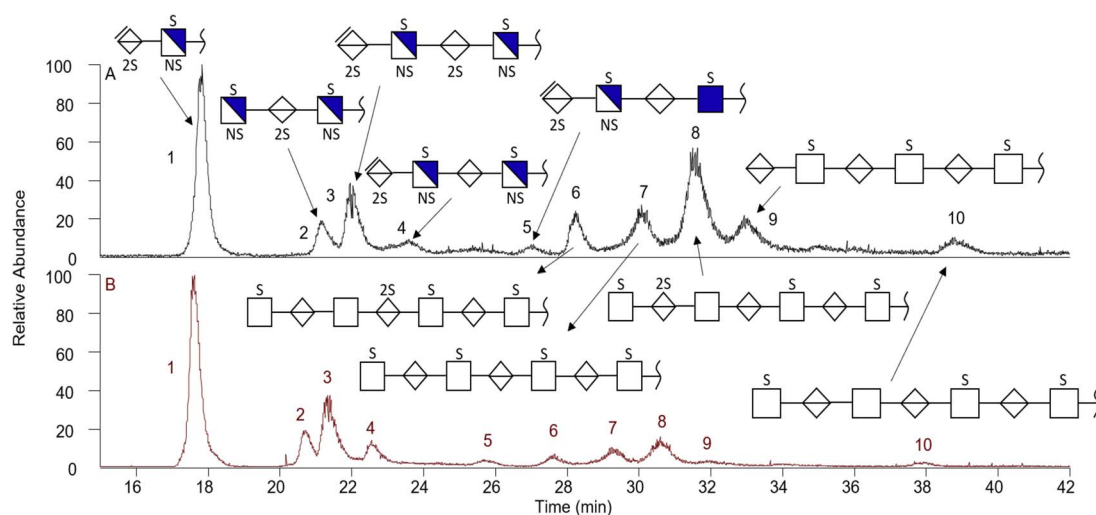 S
2S NS
S S
2S NS 2S NS
S S
NS 2S NS
S S
2S NS NS
S S
2S NS
S S S
A
100
80
60
40
20
0
1
2
3
4
5
6
7
8
9
10
S 2S S S
S 2S S S
S S S S
S S S
B
100
80
60
40
20
0
1
2
3
4
5
6
7
8
9
10
16 18 20 22 24 26 28 30 32 34 36 38 40 42
Time (min)
Relative Abundance